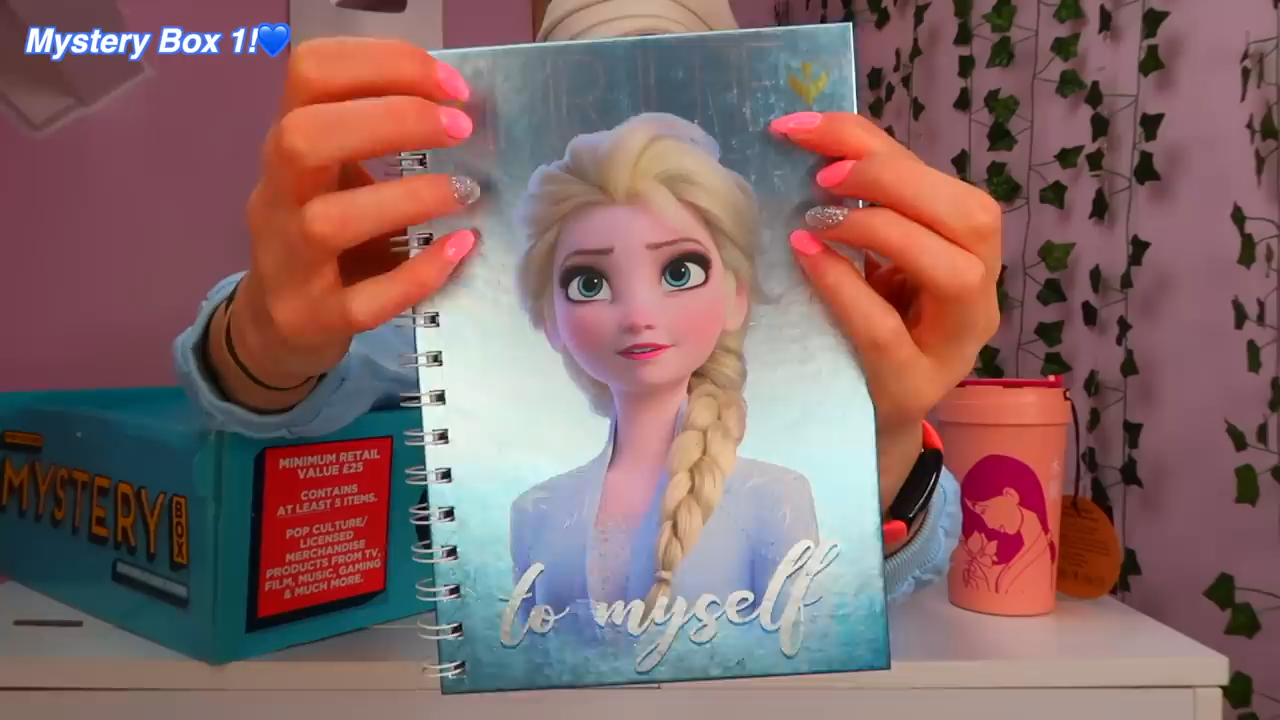 Mystery Box 1!💙
MYSTERY
BOX
MINIMUM RETAIL
VALUE £25
CONTAINS
AT LEAST 5 ITEMS.
POP CULTURE/
LICENSED
MERCHANDISE
PRODUCTS FROM TV,
FILM, MUSIC, GAMING
& MUCH MORE.
to myself